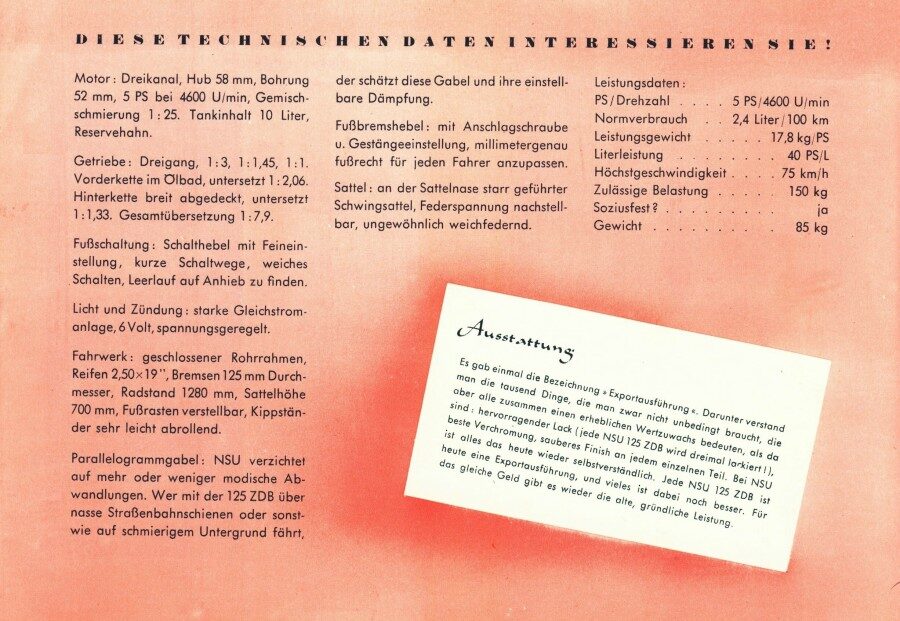 DIESE TECHNISCHEN DATEN INTERESSIEREN SIE!
Motor: Dreikanal, Hub 58 mm, Bohrung
52 mm, 5 PS bei 4600 U/min, Gemisch-
schmierung 1:25. Tankinhalt 10 Liter,
Reservehahn.
Getriebe: Dreigang, 1:3, 1:1,45, 1:1.
Vorderkette im Ölbad, untersetzt 1:2,06.
Hinterkette breit abgedeckt, untersetzt
1:1,33. Gesamtübersetzung 1:7,9.
Fußschaltung: Schalthebel mit Feinein-
stellung, kurze Schaltwege, weiches
Schalten, Leerlauf auf Anhieb zu finden.
Licht und Zündung: starke Gleichstrom-
anlage, 6 Volt, spannungsgeregelt.
Fahrwerk: geschlossener Rohrrahmen,
Reifen 2,50×19", Bremsen 125 mm Durch-
messer, Radstand 1280 mm, Sattelhöhe
700 mm, Fußrasten verstellbar, Kippstän-
der sehr leicht abrollend.
Parallelogrammgabel: NSU verzichtet
auf mehr oder weniger modische Ab-
wandlungen. Wer mit der 125 ZDB über
nasse Straßenbahnschienen oder sonst-
wie auf schmierigem Untergrund fährt,
der schätzt diese Gabel und ihre einstell-
bare Dämpfung.
Fußbremshebel: mit Anschlagschraube
u. Gestängeeinstellung, millimetergenau
fußrecht für jeden Fahrer anzupassen.
Sattel: an der Sattelnase starr geführter
Schwingsattel, Federspannung nachstell-
bar, ungewöhnlich weichfedernd.
Leistungsdaten:
PS/Drehzahl . . . . 5 PS/4600 U/min
Normverbrauch . . 2,4 Liter/100 km
Leistungsgewicht . . . . 17,8 kg/PS
Literleistung . . . . . . . . 40 PS/L
Höchstgeschwindigkeit . . . . 75 km/h
Zulässige Belastung . . . . . 150 kg
Soziusfest? . . . . . . . . . ja
Gewicht . . . . . . . . . 85 kg
Ausstattung
Es gab einmal die Bezeichnung »Exportausführung«. Darunter verstand
man die tausend Dinge, die man zwar nicht unbedingt braucht, die
aber alle zusammen einen erheblichen Wertzuwachs bedeuten, als da
sind: hervorragender Lack (jede NSU 125 ZDB wird dreimal lackiert!),
beste Verchromung, sauberes Finish an jedem einzelnen Teil. Bei NSU
ist alles das heute wieder selbstverständlich. Jede NSU 125 ZDB ist
heute eine Exportausführung, und vieles ist dabei noch besser. Für
das gleiche Geld gibt es wieder die alte, gründliche Leistung.